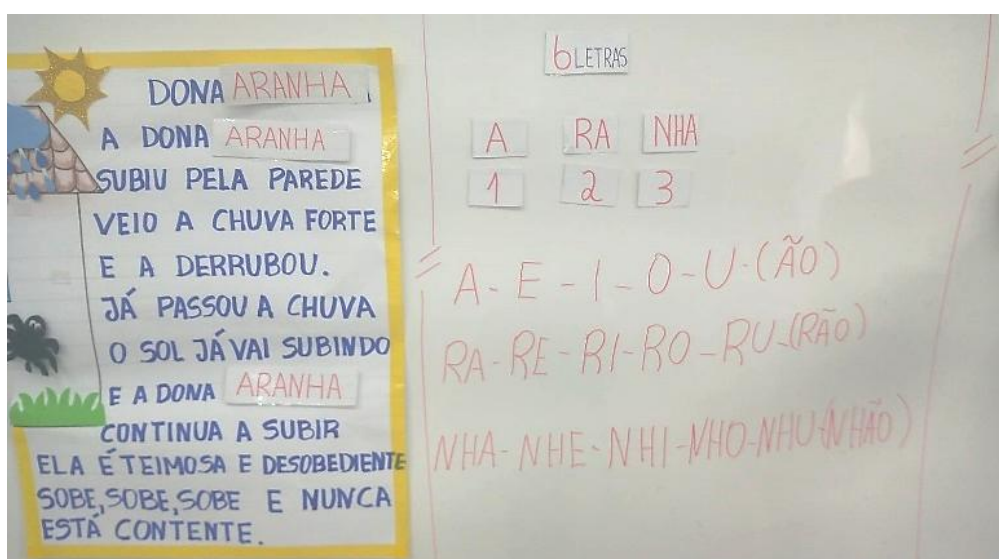 DONA ARANHA
A DONA ARANHA
SUBIU PELA PAREDE
VEIO A CHUVA FORTE
E A DERRUBOU.
JÁ PASSOU A CHUVA
O SOL JÁ VAI SUBINDO
E A DONA ARANHA
CONTINUA A SUBIR
ELA É TEIMOSA E DESOBEDIENTE
SOBE, SOBE, SOBE E NUNCA
ESTÁ CONTENTE.
6 LETRAS
A RA NHA
1 2 3
A - E - I - O - U - (ÃO)
RA - RE - RI - RO - RU - (RÃO)
NHA - NHE - NHI - NHO - NHU (NHÃO)